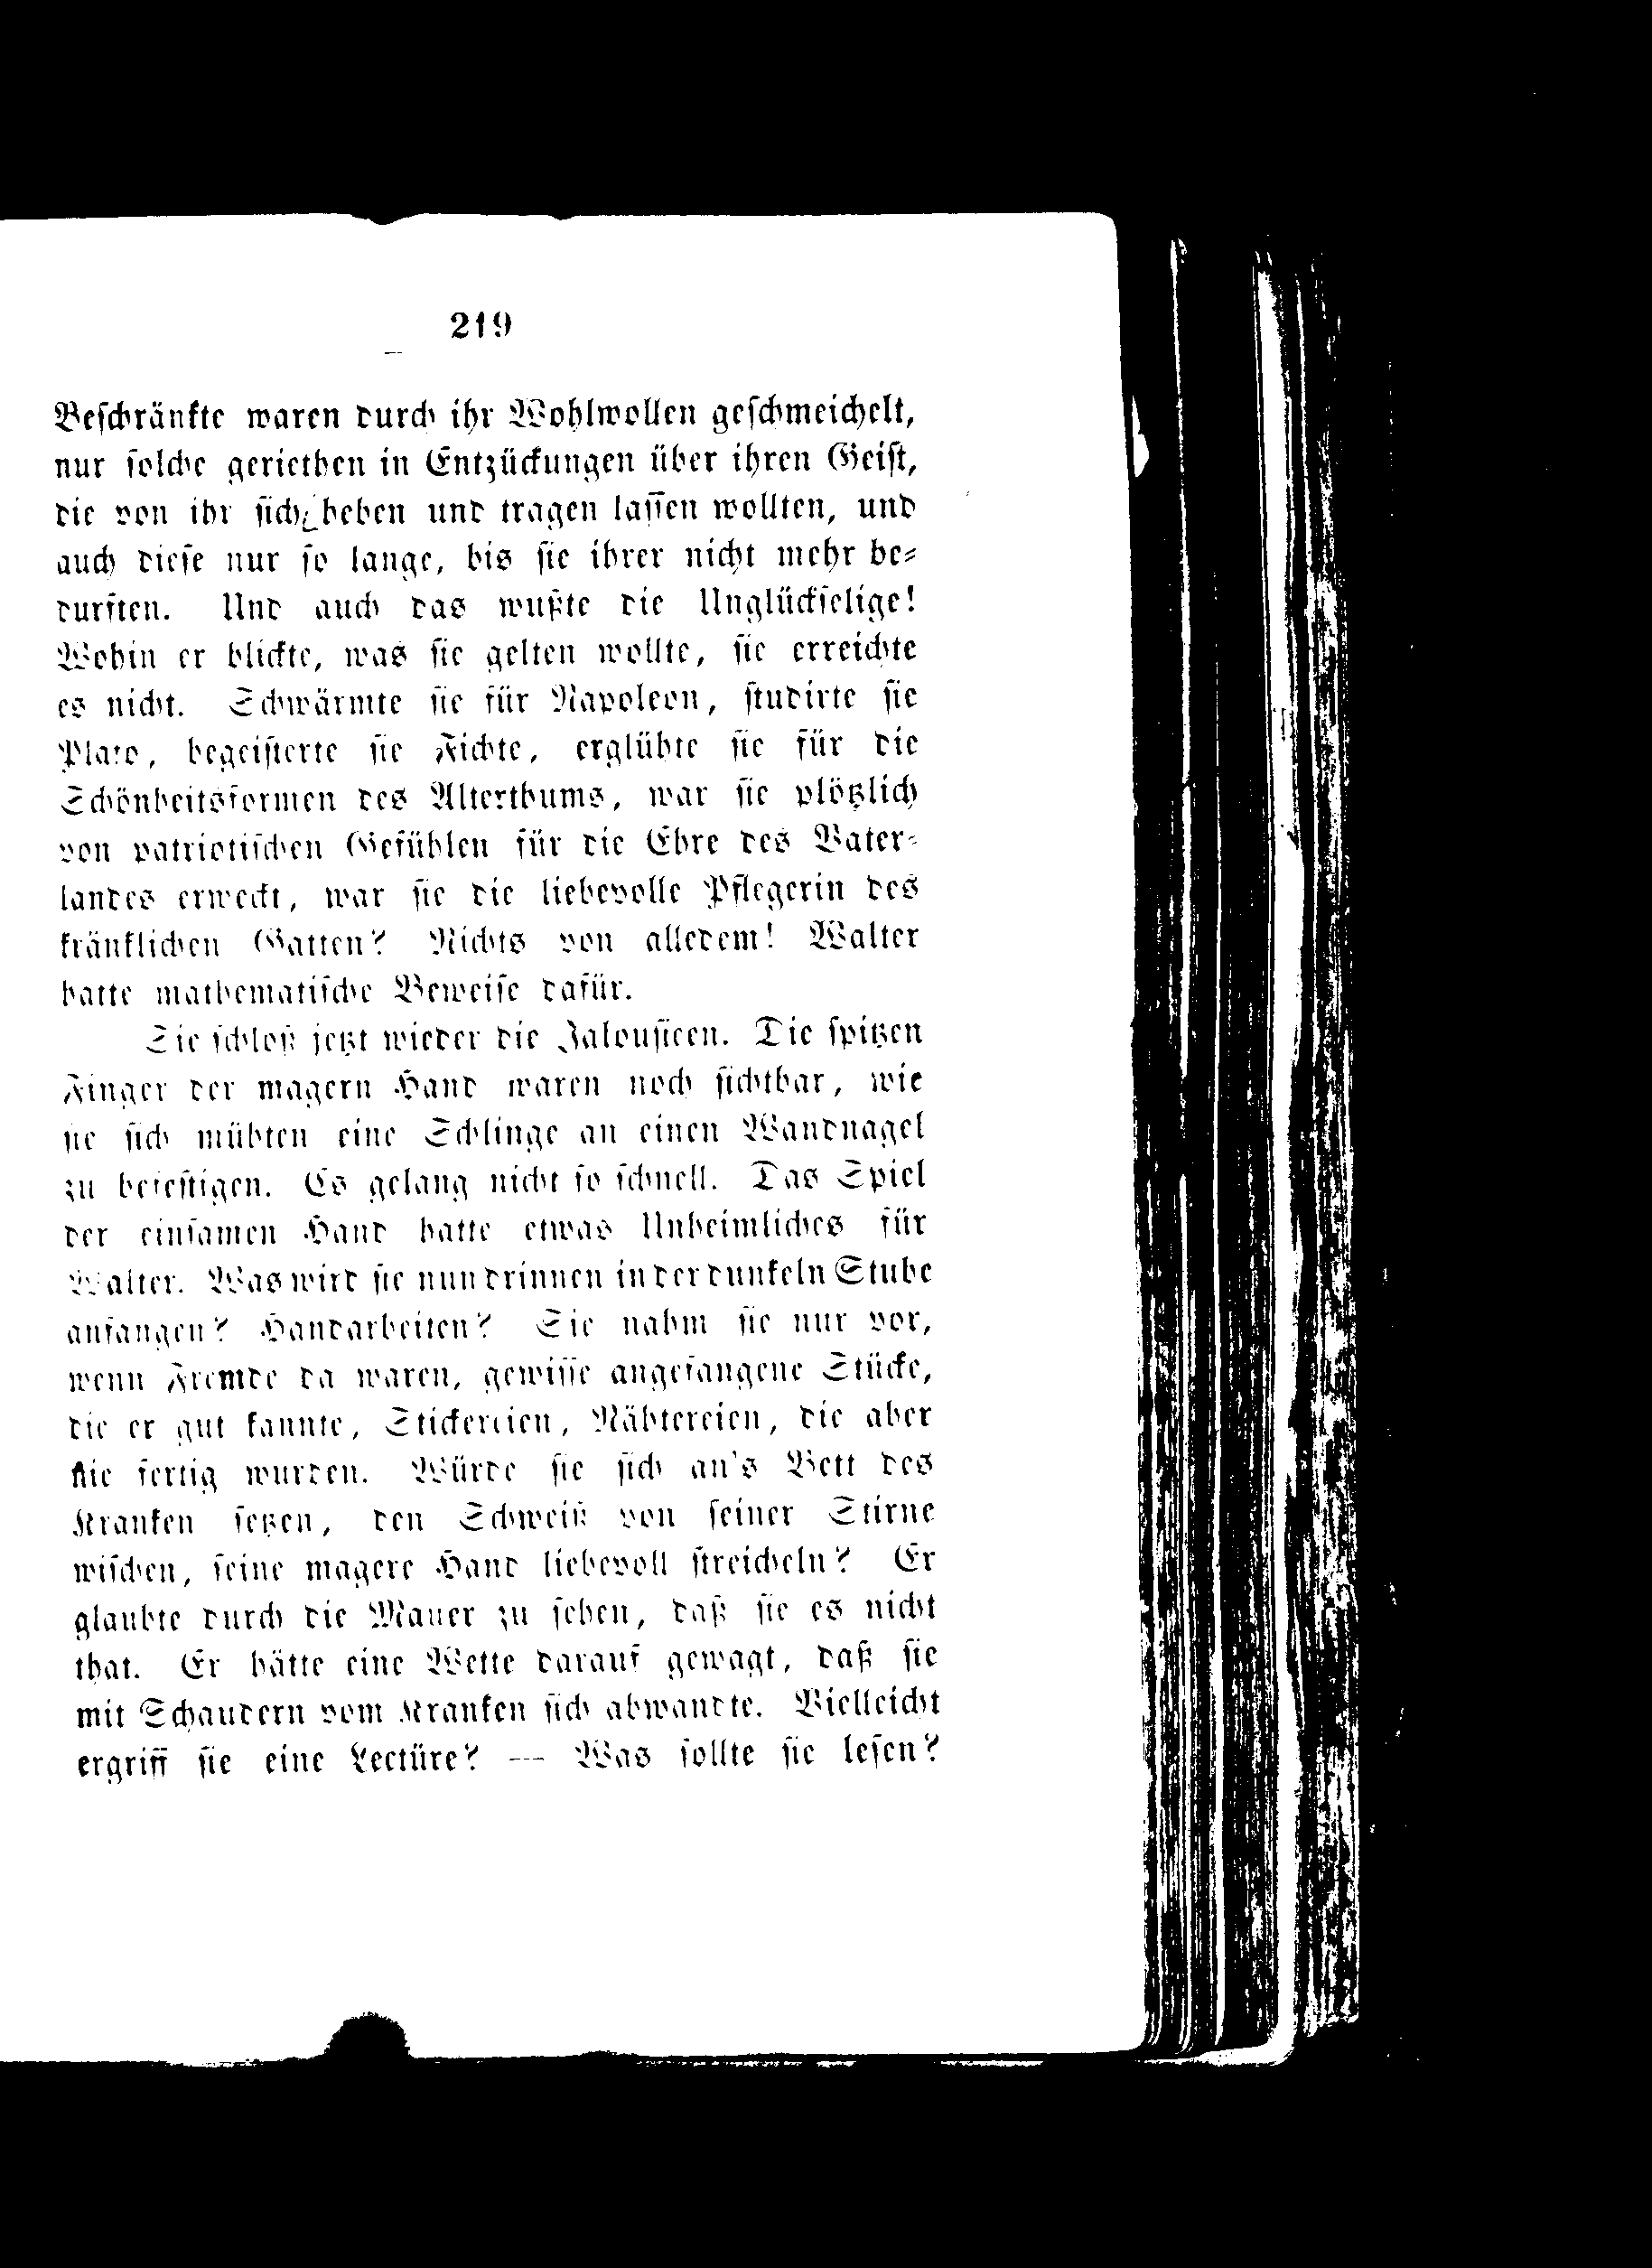 219
Beſchränkte waren durch ihr Wohlwollen geſchmeichelt,
nur ſolche geriethen in Entzückungen über ihren Geiſt,
die von ihr ſich heben und tragen laſſen wollten, und
auch dieſe nur ſo lange, bis ſie ihrer nicht mehr be⸗
durften. Und auch das wußte die Unglückſelige!
Wohin er blickte, was ſie gelten wollte, ſie erreichte
es nicht. Schwärmte ſie für Napoleon, ſtudirte ſie
Plato, begeiſterte ſie Fichte, erglühte ſie für die
Schönheitsformen des Alterthums, war ſie plötzlich
von patriotiſchen Gefühlen für die Ehre des Vater⸗
landes erweckt, war ſie die liebevolle Pflegerin des
kränklichen Gatten? Nichts von alledem! Walter
hatte mathematiſche Beweiſe dafür.
Sie ſchloß jetzt wieder die Jalouſieen. Die ſpitzen
Finger der magern Hand waren noch ſichtbar, wie
ſie ſich mühten eine Schlinge an einen Wandnagel
zu befeſtigen. Es gelang nicht ſo ſchnell. Das Spiel
der einſamen Hand hatte etwas Unheimliches für
Walter. Was wird ſie nun drinnen in der dunkeln Stube
anfangen? Handarbeiten? Sie nahm ſie nur vor,
wenn Fremde da waren, gewiſſe angefangene Stücke,
die er gut kannte, Stickereien, Nähtereien, die aber
nie fertig wurden. Würde ſie ſich an's Bett des
Kranken ſetzen, den Schweiß von ſeiner Stirne
wiſchen, ſeine magere Hand liebevoll ſtreicheln? Er
glaubte durch die Mauer zu ſehen, daß ſie es nicht
that. Er hätte eine Wette darauf gewagt, daß ſie
mit Schaudern vom Kranken ſich abwandte. Vielleicht
ergriff ſie eine Lectüre? — Was ſollte ſie leſen?